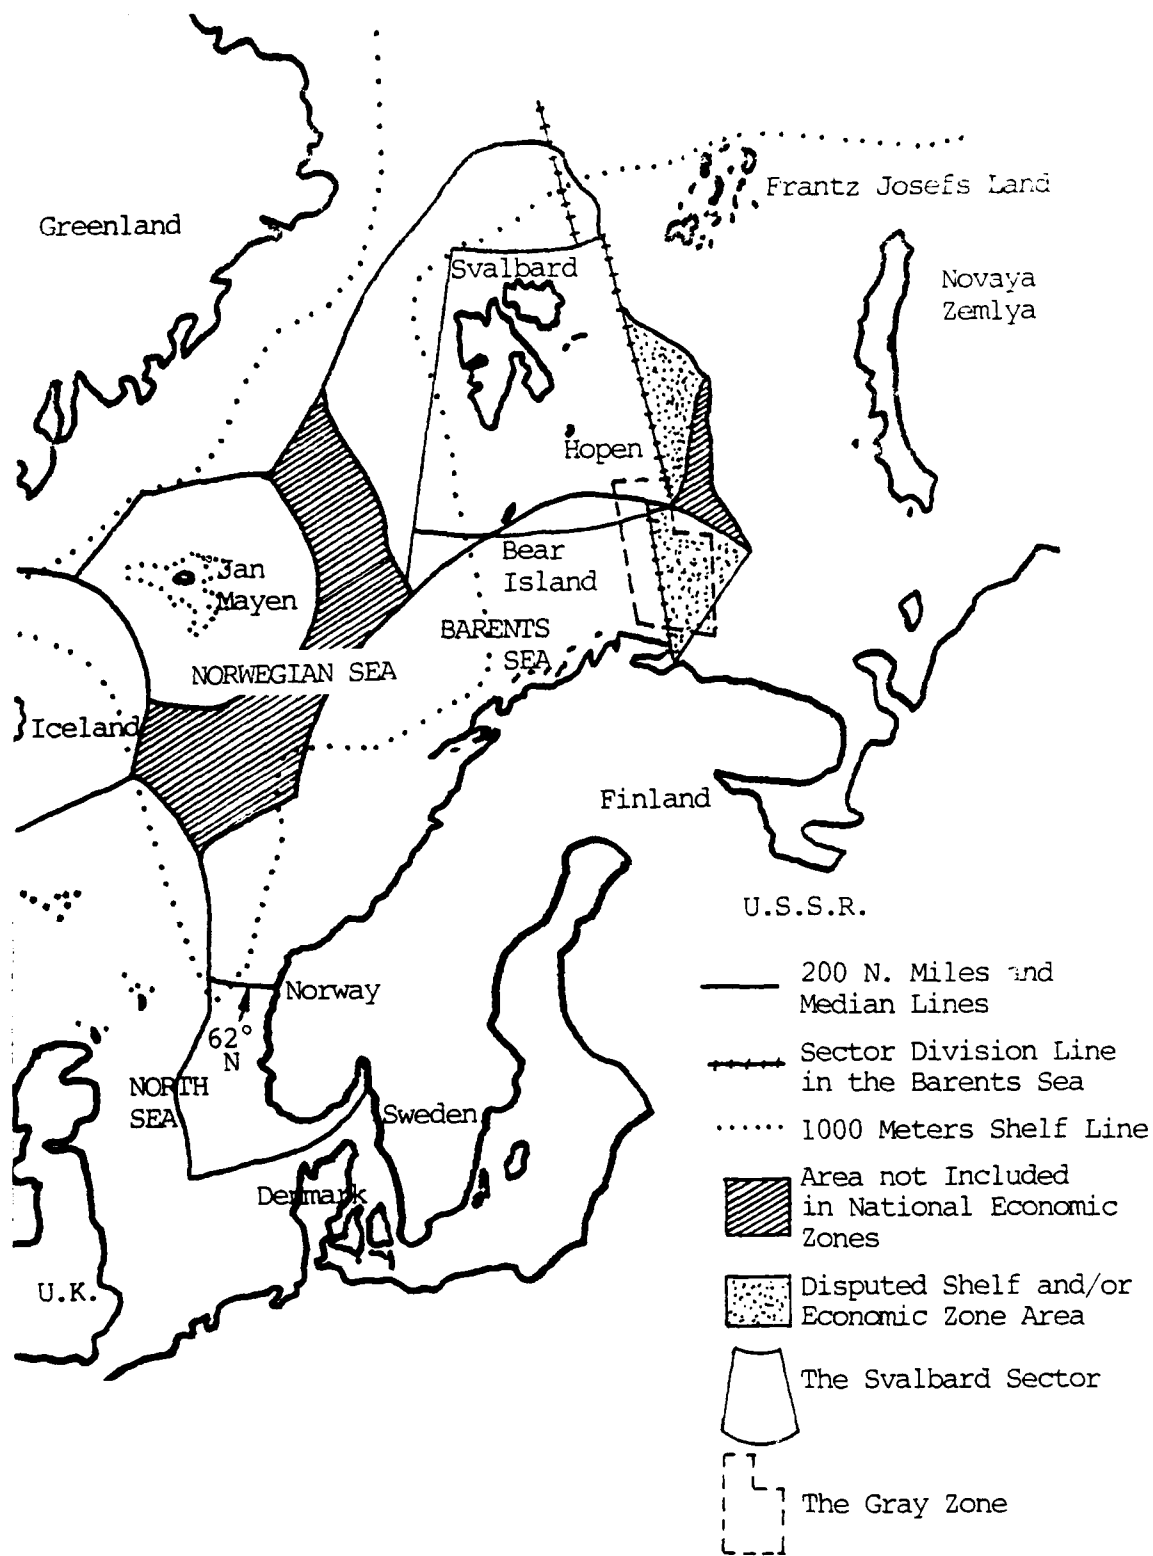 Frantz Josefs Land
Greenland
Svalbard
Novaya
Zemlya
Hopen
Jan
Mayen
Bear
Island
BARENTS
SEA
NORWEGIAN SEA
Iceland
Finland
U.S.S.R.
Norway
62°
N
NORTH
SEA
Sweden
Denmark
U.K.
200 N. Miles and
Median Lines
Sector Division Line
in the Barents Sea
1000 Meters Shelf Line
Area not Included
in National Economic
Zones
Disputed Shelf and/or
Economic Zone Area
The Svalbard Sector
The Gray Zone